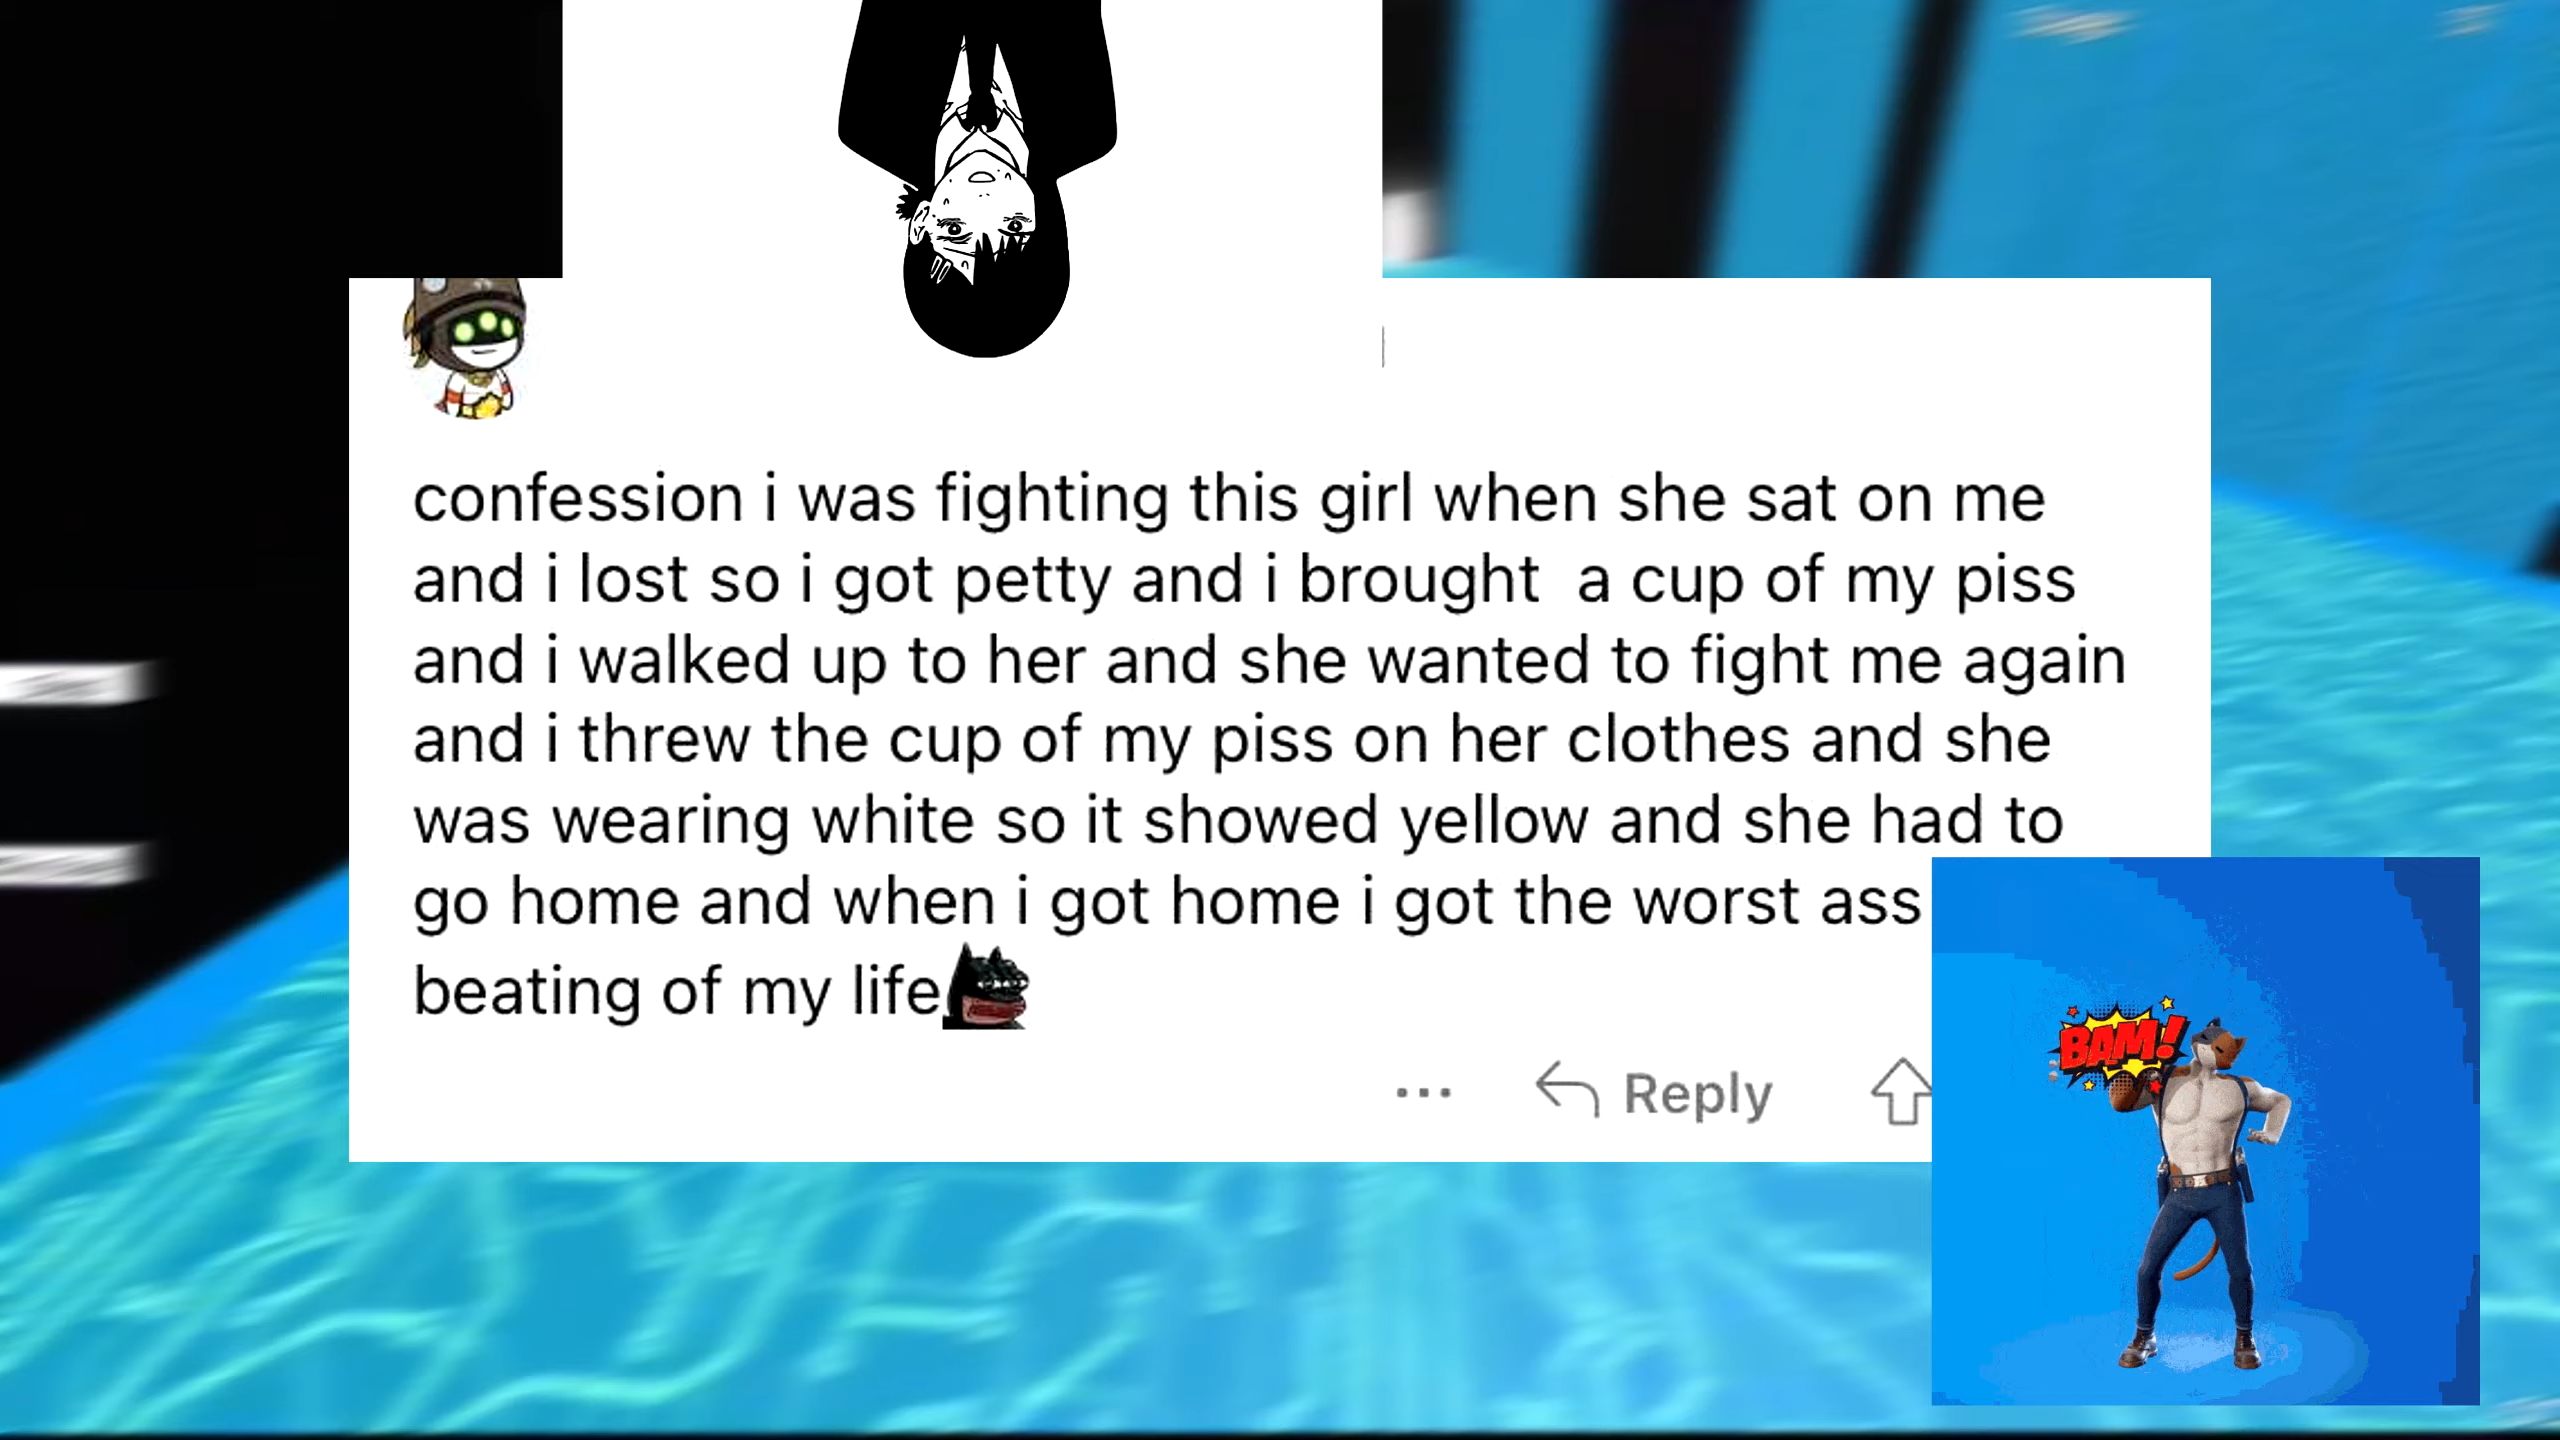 confession i was fighting this girl when she sat on me
and i lost so i got petty and i brought  a cup of my piss
and i walked up to her and she wanted to fight me again
and i threw the cup of my piss on her clothes and she
was wearing white so it showed yellow and she had to
go home and when i got home i got the worst ass
beating of my life
... Reply
BAM!